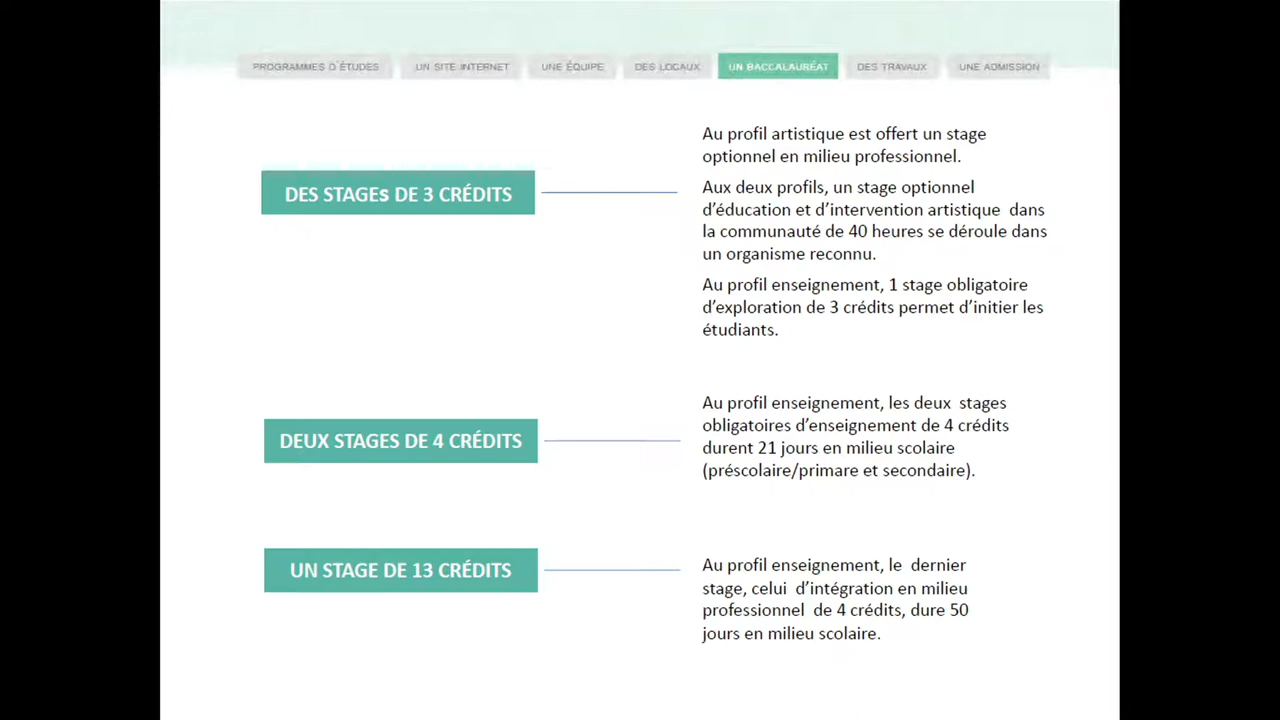 PROGRAMMES D'ÉTUDES
UN SITE INTERNET
UNE ÉQUIPE
DES LOCAUX
UN BACCALAURÉAT
DES TRAVAUX
UNE ADMISSION
DES STAGEs DE 3 CRÉDITS
Au profil artistique est offert un stage
optionnel en milieu professionnel.
Aux deux profils, un stage optionnel
d’éducation et d’intervention artistique dans
la communauté de 40 heures se déroule dans
un organisme reconnu.
Au profil enseignement, 1 stage obligatoire
d’exploration de 3 crédits permet d’initier les
étudiants.
DEUX STAGES DE 4 CRÉDITS
Au profil enseignement, les deux stages
obligatoires d’enseignement de 4 crédits
durent 21 jours en milieu scolaire
(préscolaire/primare et secondaire).
UN STAGE DE 13 CRÉDITS
Au profil enseignement, le dernier
stage, celui d’intégration en milieu
professionnel de 4 crédits, dure 50
jours en milieu scolaire.